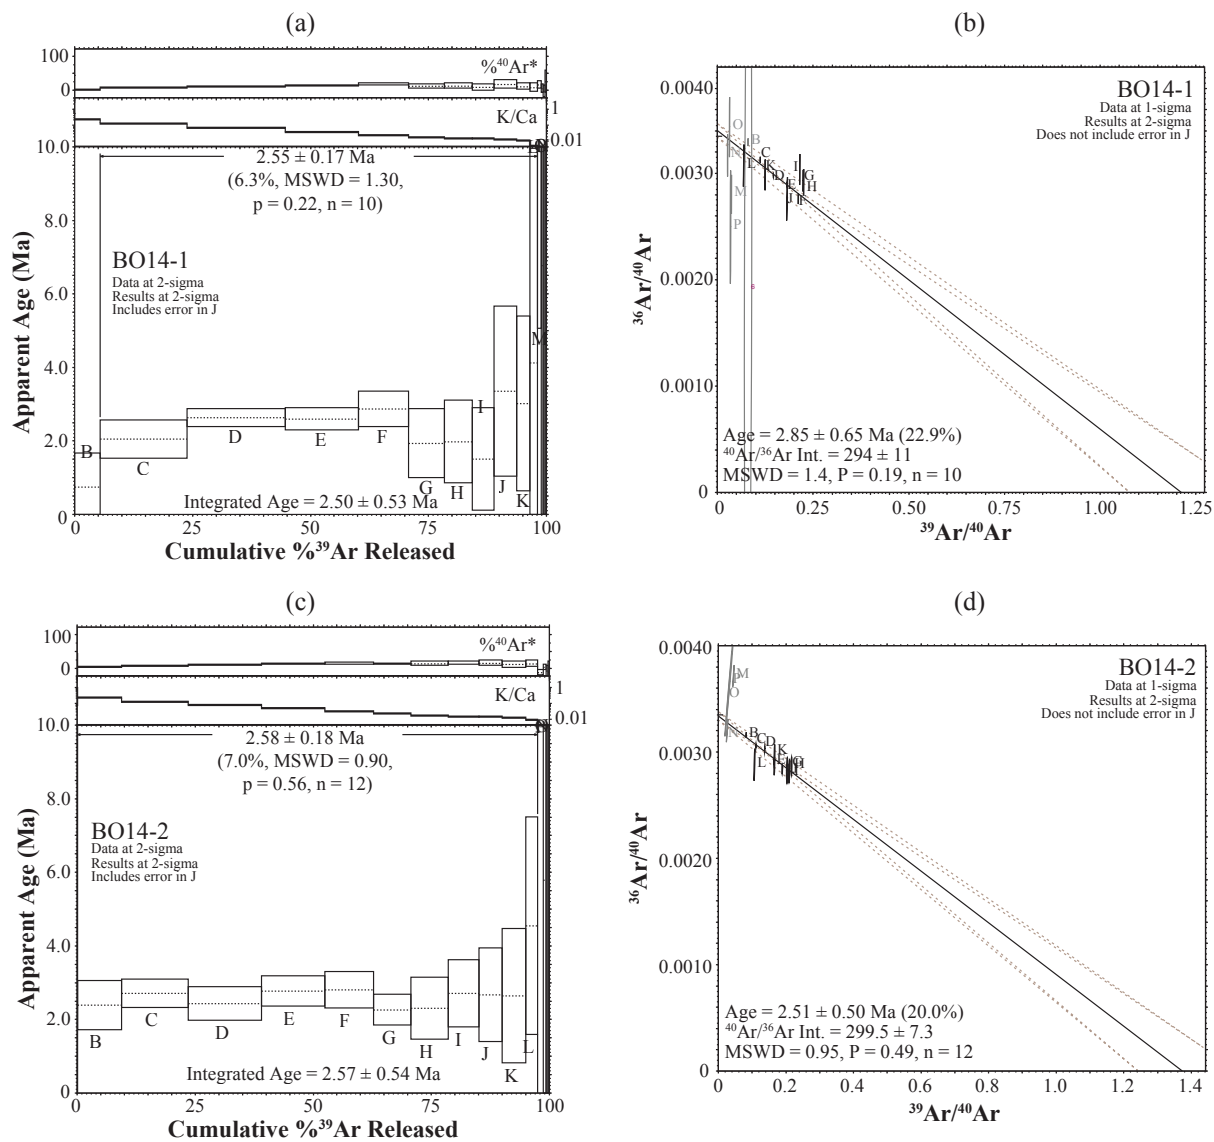 (a)
100
0
%⁴⁰Ar*
K/Ca
1
0.01
10.0
8.0
6.0
4.0
2.0
0
Apparent Age (Ma)
2.55 ± 0.17 Ma
(6.3%, MSWD = 1.30,
p = 0.22, n = 10)
BO14-1
Data at 2-sigma
Results at 2-sigma
Includes error in J
B
C
D
E
F
G
H
I
J
K
M
Integrated Age = 2.50 ± 0.53 Ma
0
25
50
75
100
Cumulative %³⁹Ar Released
(b)
0.0040
0.0030
0.0020
0.0010
0
³⁶Ar/⁴⁰Ar
BO14-1
Data at 1-sigma
Results at 2-sigma
Does not include error in J
O
B
L
C
K
D
I
G
H
E
J
F
N
M
P
Age = 2.85 ± 0.65 Ma (22.9%)
⁴⁰Ar/³⁶Ar Int. = 294 ± 11
MSWD = 1.4, P = 0.19, n = 10
0
0.25
0.50
0.75
1.00
1.25
³⁹Ar/⁴⁰Ar
(c)
100
0
%⁴⁰Ar*
K/Ca
1
0.01
10.0
8.0
6.0
4.0
2.0
0
Apparent Age (Ma)
2.58 ± 0.18 Ma
(7.0%, MSWD = 0.90,
p = 0.56, n = 12)
BO14-2
Data at 2-sigma
Results at 2-sigma
Includes error in J
B
C
D
E
F
G
H
I
J
K
L
Integrated Age = 2.57 ± 0.54 Ma
0
25
50
75
100
Cumulative %³⁹Ar Released
(d)
0.0040
0.0030
0.0020
0.0010
0
³⁶Ar/⁴⁰Ar
BO14-2
Data at 1-sigma
Results at 2-sigma
Does not include error in J
M
P
O
N
B
C
D
K
L
G
H
Age = 2.51 ± 0.50 Ma (20.0%)
⁴⁰Ar/³⁶Ar Int. = 299.5 ± 7.3
MSWD = 0.95, P = 0.49, n = 12
0
0.2
0.4
0.6
0.8
1.0
1.2
1.4
³⁹Ar/⁴⁰Ar